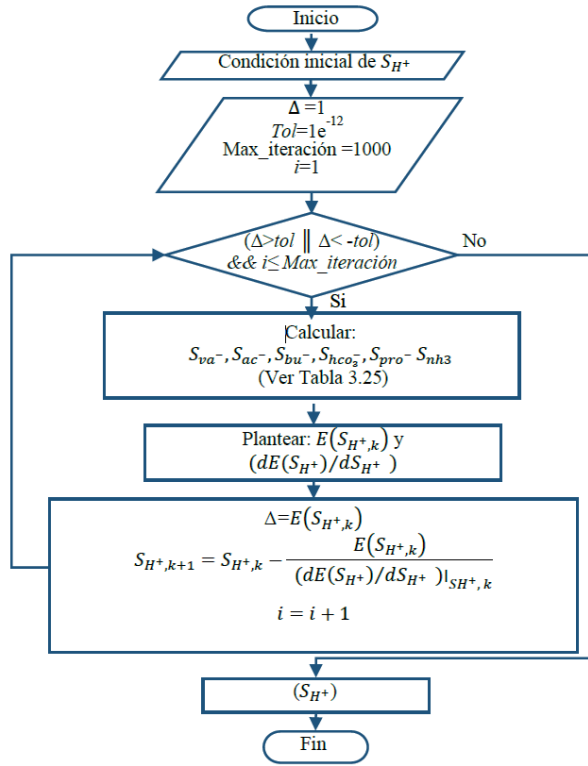 Inicio
Condición inicial de S_{H⁺}
Δ =1
Tol=1e^{-12}
Max_iteración =1000
i=1
(Δ>tol ‖ Δ< -tol)
&& i≤ Max_iteración
No
Si
Calcular:
S_{va⁻}, S_{ac⁻}, S_{bu⁻}, S_{hco₃⁻}, S_{pro⁻} S_{nh3}
(Ver Tabla 3.25)
Plantear: E(S_{H⁺,k}) y
(dE(S_{H⁺})/dS_{H⁺} )
Δ=E(S_{H⁺,k})
S_{H⁺,k+1} = S_{H⁺,k} − E(S_{H⁺,k}) / (dE(S_{H⁺})/dS_{H⁺} )|_{SH⁺, k}
i = i + 1
(S_{H⁺})
Fin